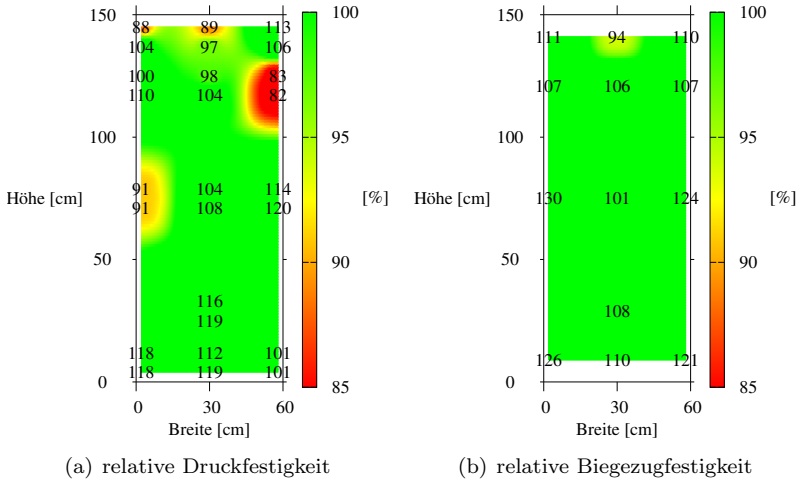 150
88 89 113
104 97 106
100 98 83
110 104 82
100
91 104 114
91 108 120
Höhe [cm]
50
116
119
118 112 101
118 119 101
0
0 30 60
Breite [cm]
100
95
[%]
90
85
(a) relative Druckfestigkeit
150
111 94 110
107 106 107
100
130 101 124
Höhe [cm]
50
108
126 110 121
0
0 30 60
Breite [cm]
100
95
[%]
90
85
(b) relative Biegezugfestigkeit